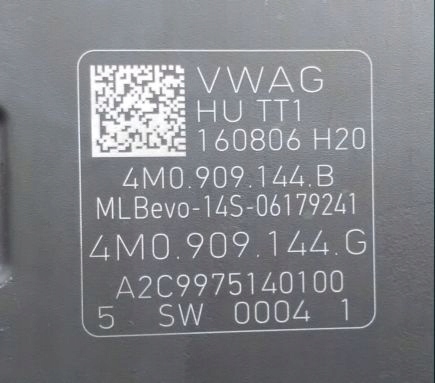 VWAG
HU TT1
160806 H20
4M0.909.144.B
MLBevo-14S-06179241
4M0.909.144.G
A2C9975140100
5 SW 0004 1